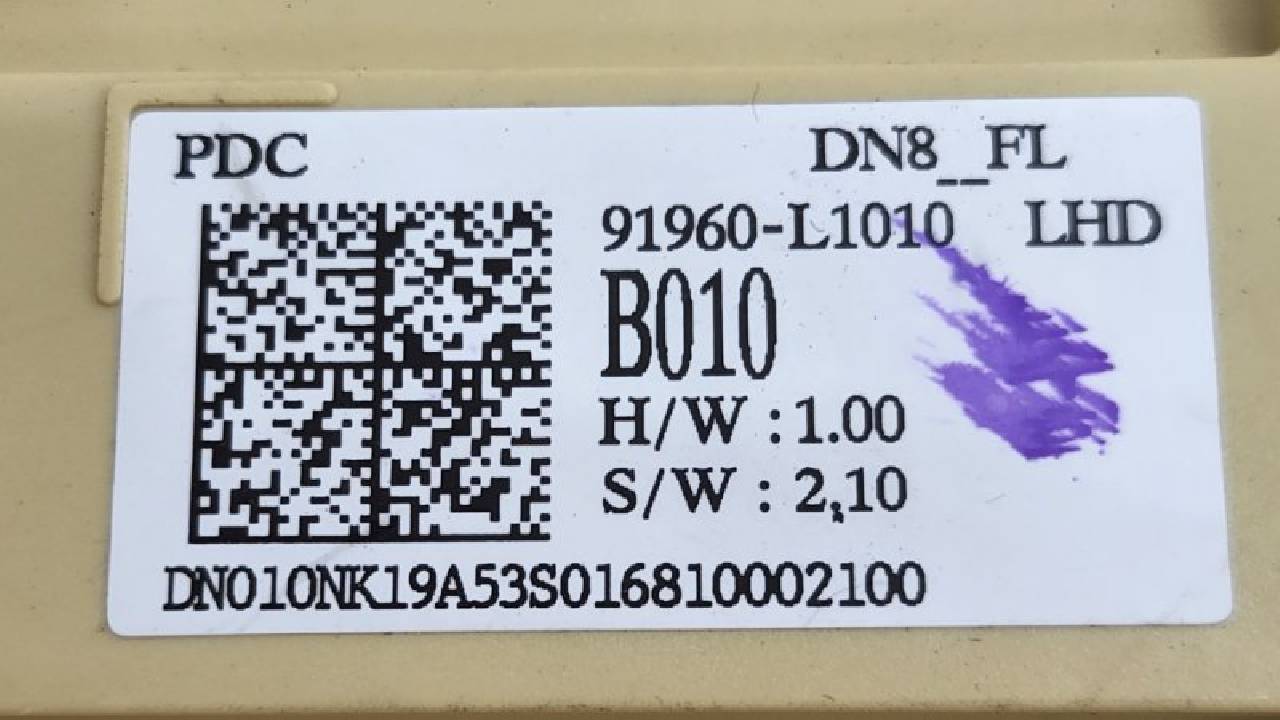 PDC DN8__FL
91960-L1010 LHD
B010
H/W : 1.00
S/W : 2,10
DN010NK19A53S016810002100